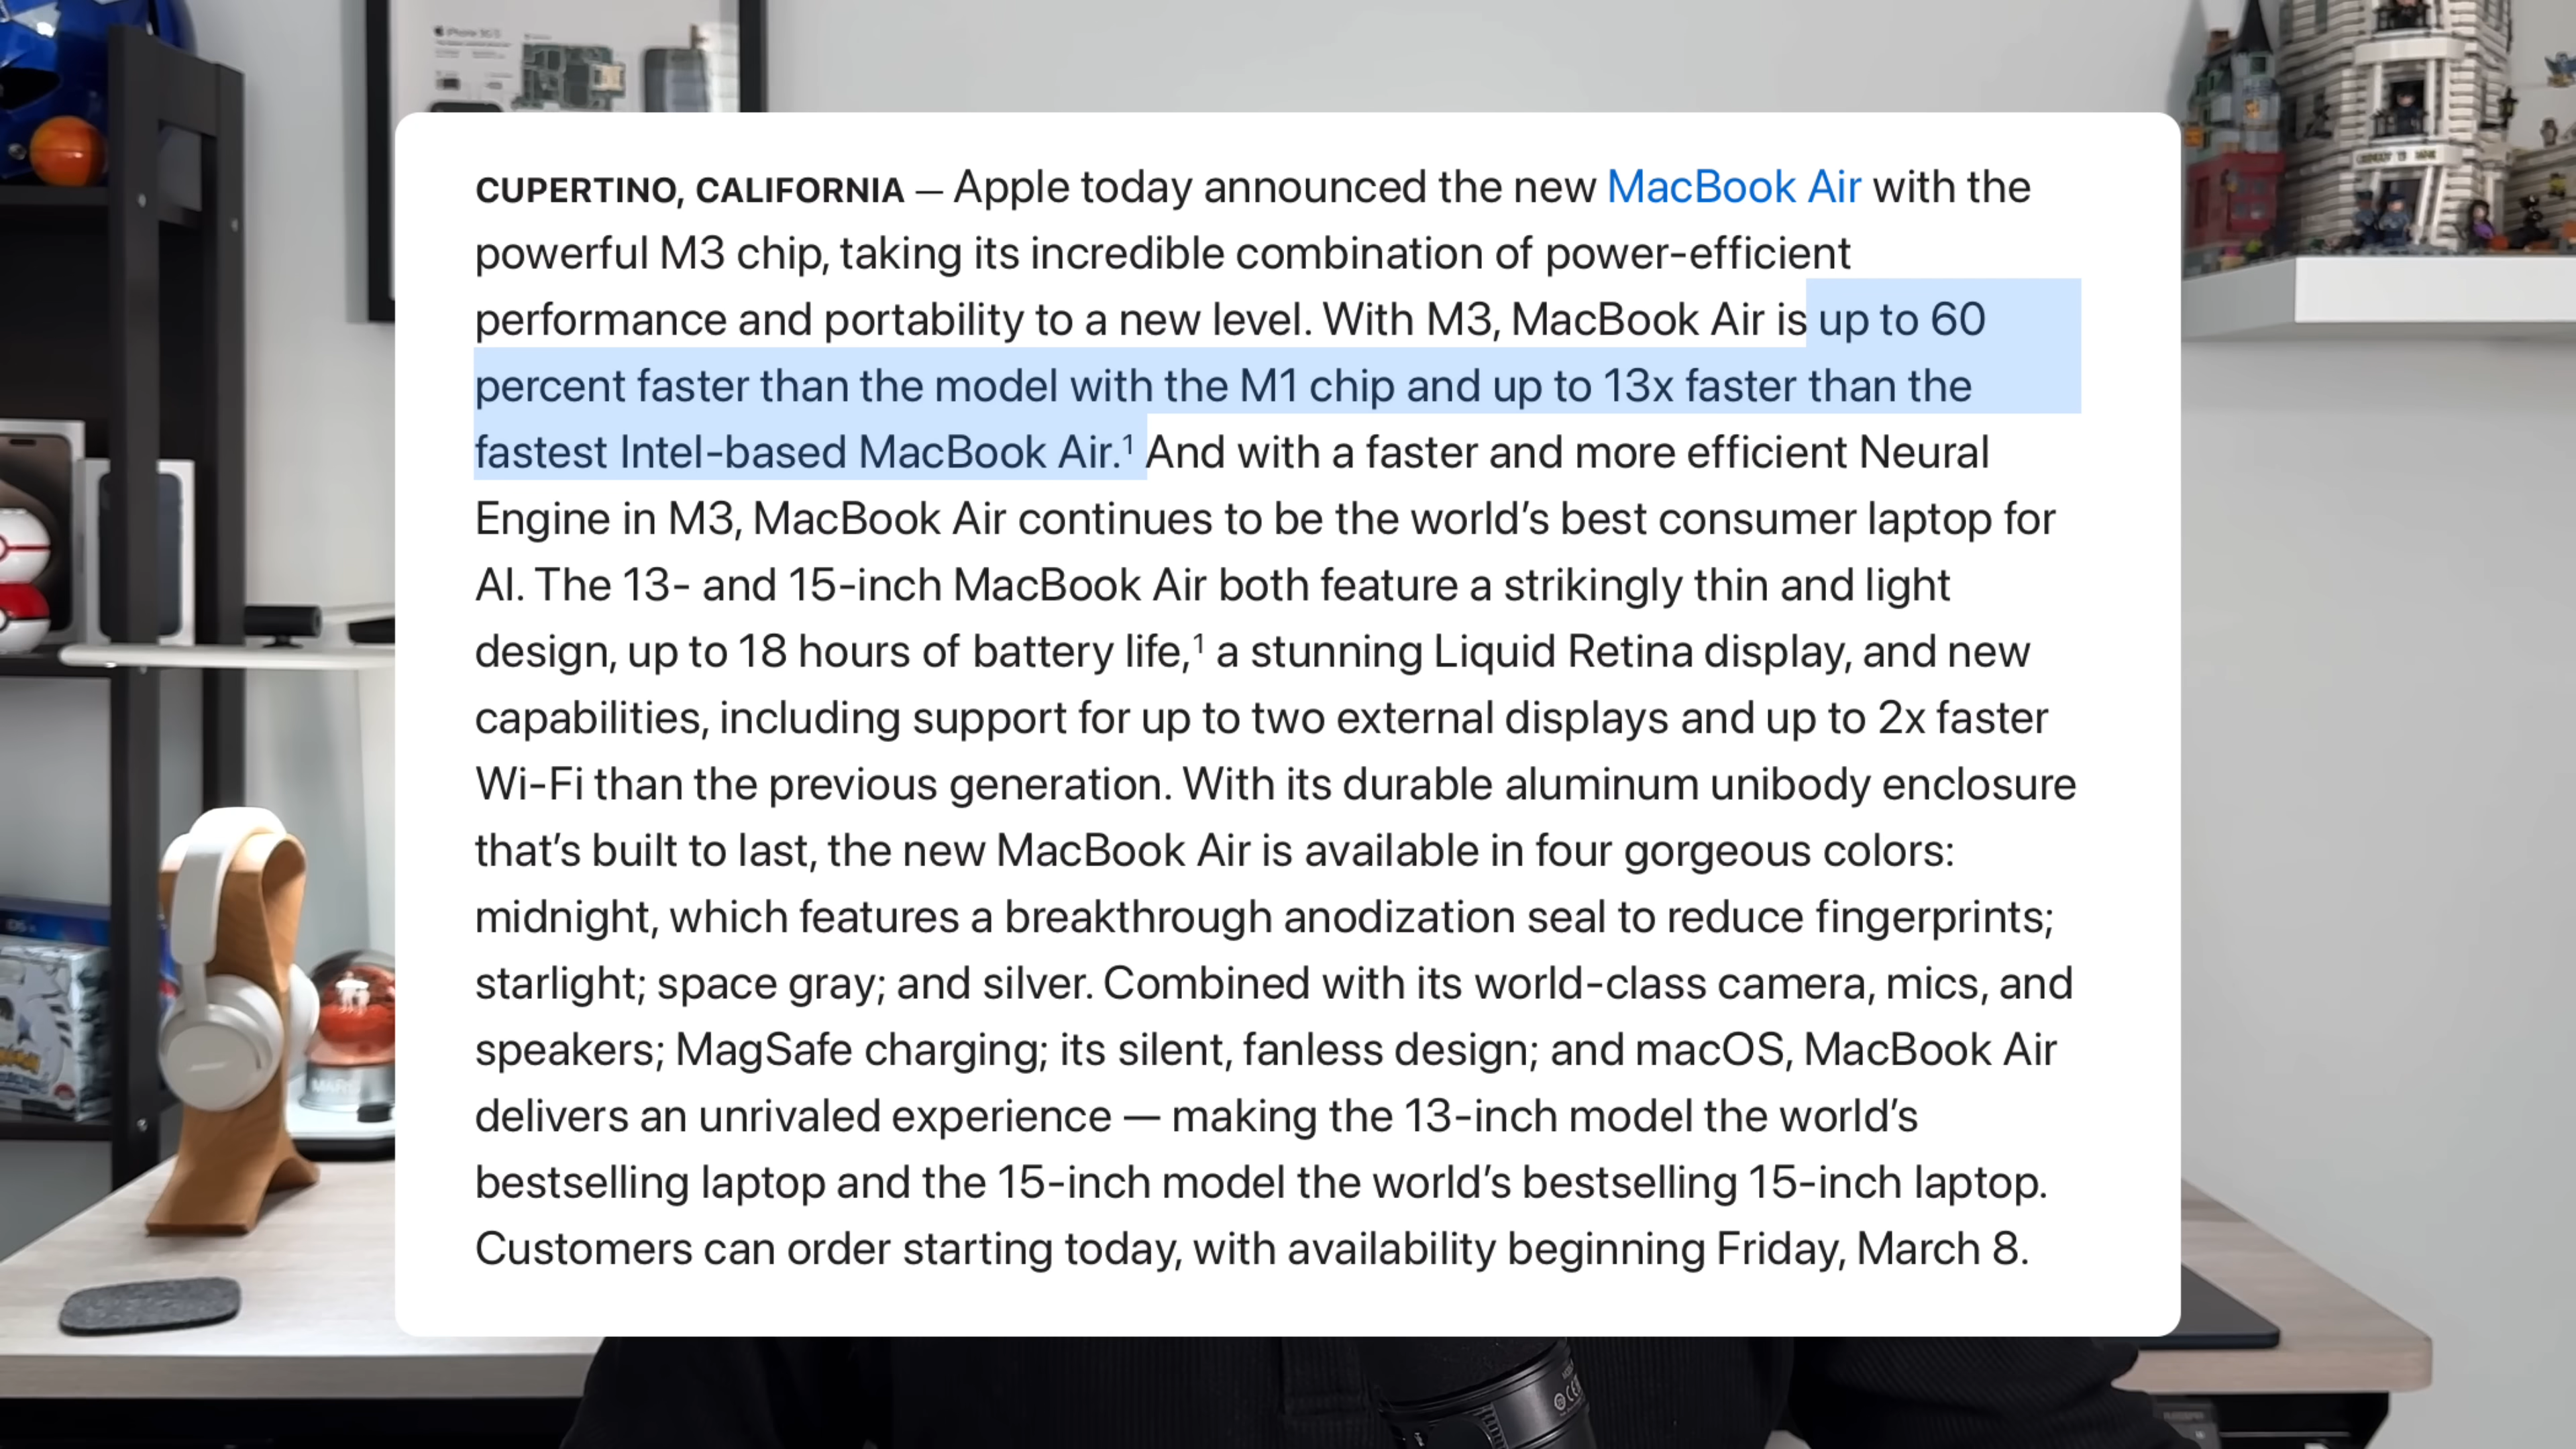 iPhone 3GS
CUPERTINO, CALIFORNIA — Apple today announced the new MacBook Air with the
powerful M3 chip, taking its incredible combination of power-efficient
performance and portability to a new level. With M3, MacBook Air is up to 60
percent faster than the model with the M1 chip and up to 13x faster than the
fastest Intel-based MacBook Air.¹ And with a faster and more efficient Neural
Engine in M3, MacBook Air continues to be the world’s best consumer laptop for
AI. The 13- and 15-inch MacBook Air both feature a strikingly thin and light
design, up to 18 hours of battery life,¹ a stunning Liquid Retina display, and new
capabilities, including support for up to two external displays and up to 2x faster
Wi-Fi than the previous generation. With its durable aluminum unibody enclosure
that’s built to last, the new MacBook Air is available in four gorgeous colors:
midnight, which features a breakthrough anodization seal to reduce fingerprints;
starlight; space gray; and silver. Combined with its world-class camera, mics, and
speakers; MagSafe charging; its silent, fanless design; and macOS, MacBook Air
delivers an unrivaled experience — making the 13-inch model the world’s
bestselling laptop and the 15-inch model the world’s bestselling 15-inch laptop.
Customers can order starting today, with availability beginning Friday, March 8.
MARS